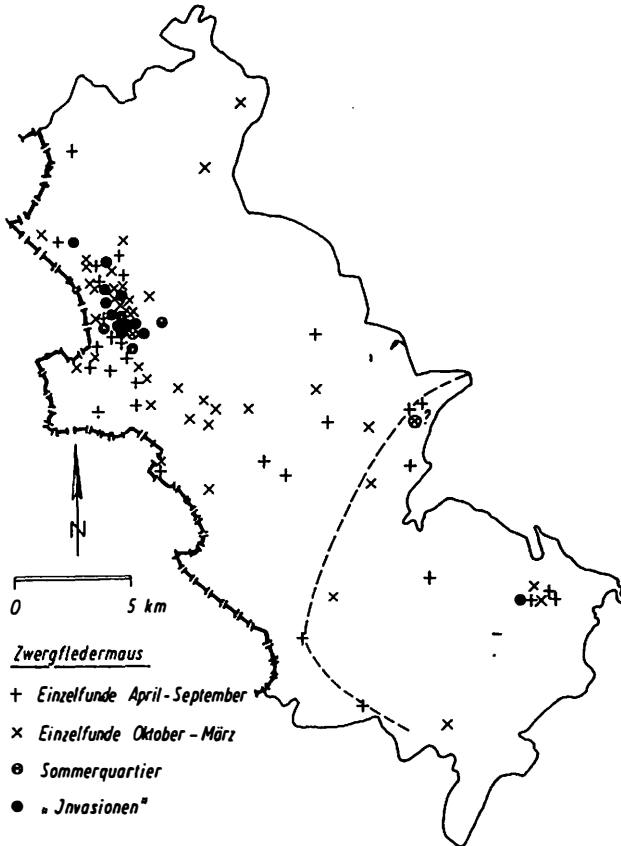 ?
N
0 5 km
Zwergfledermaus
+ Einzelfunde April-September
× Einzelfunde Oktober-März
Sommerquartier
"Jnvasionen"